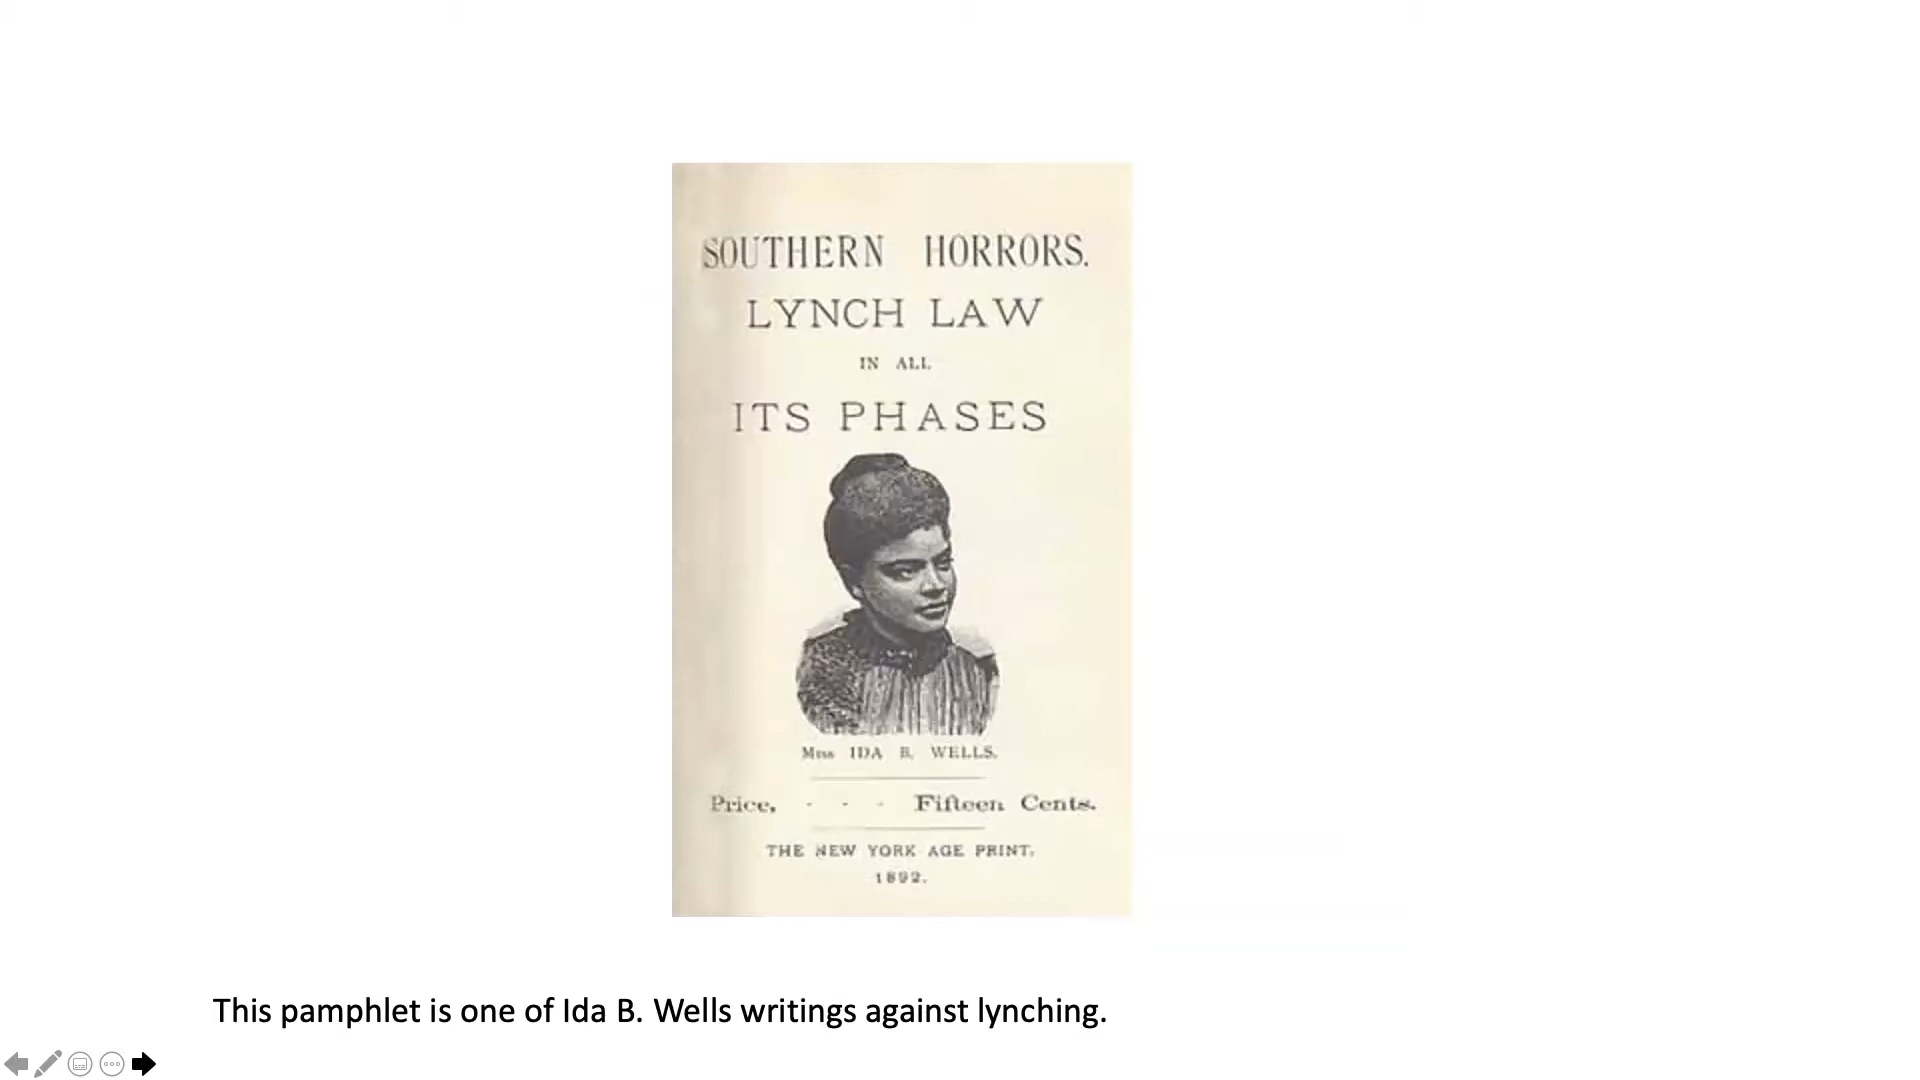 SOUTHERN HORRORS.
LYNCH LAW
IN ALL
ITS PHASES
Miss IDA B. WELLS.
Price, - - - Fifteen Cents.
THE NEW YORK AGE PRINT,
1892.
This pamphlet is one of Ida B. Wells writings against lynching.